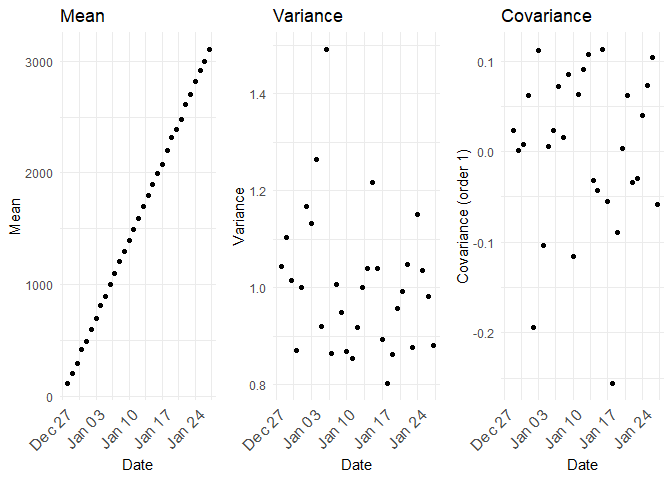 Mean
Mean
3000
2000
1000
0
Dec 27
Jan 03
Jan 10
Jan 17
Jan 24
Date
Variance
Variance
1.4
1.2
1.0
0.8
Dec 27
Jan 03
Jan 10
Jan 17
Jan 24
Date
Covariance
Covariance (order 1)
0.1
0.0
-0.1
-0.2
Dec 27
Jan 03
Jan 10
Jan 17
Jan 24
Date